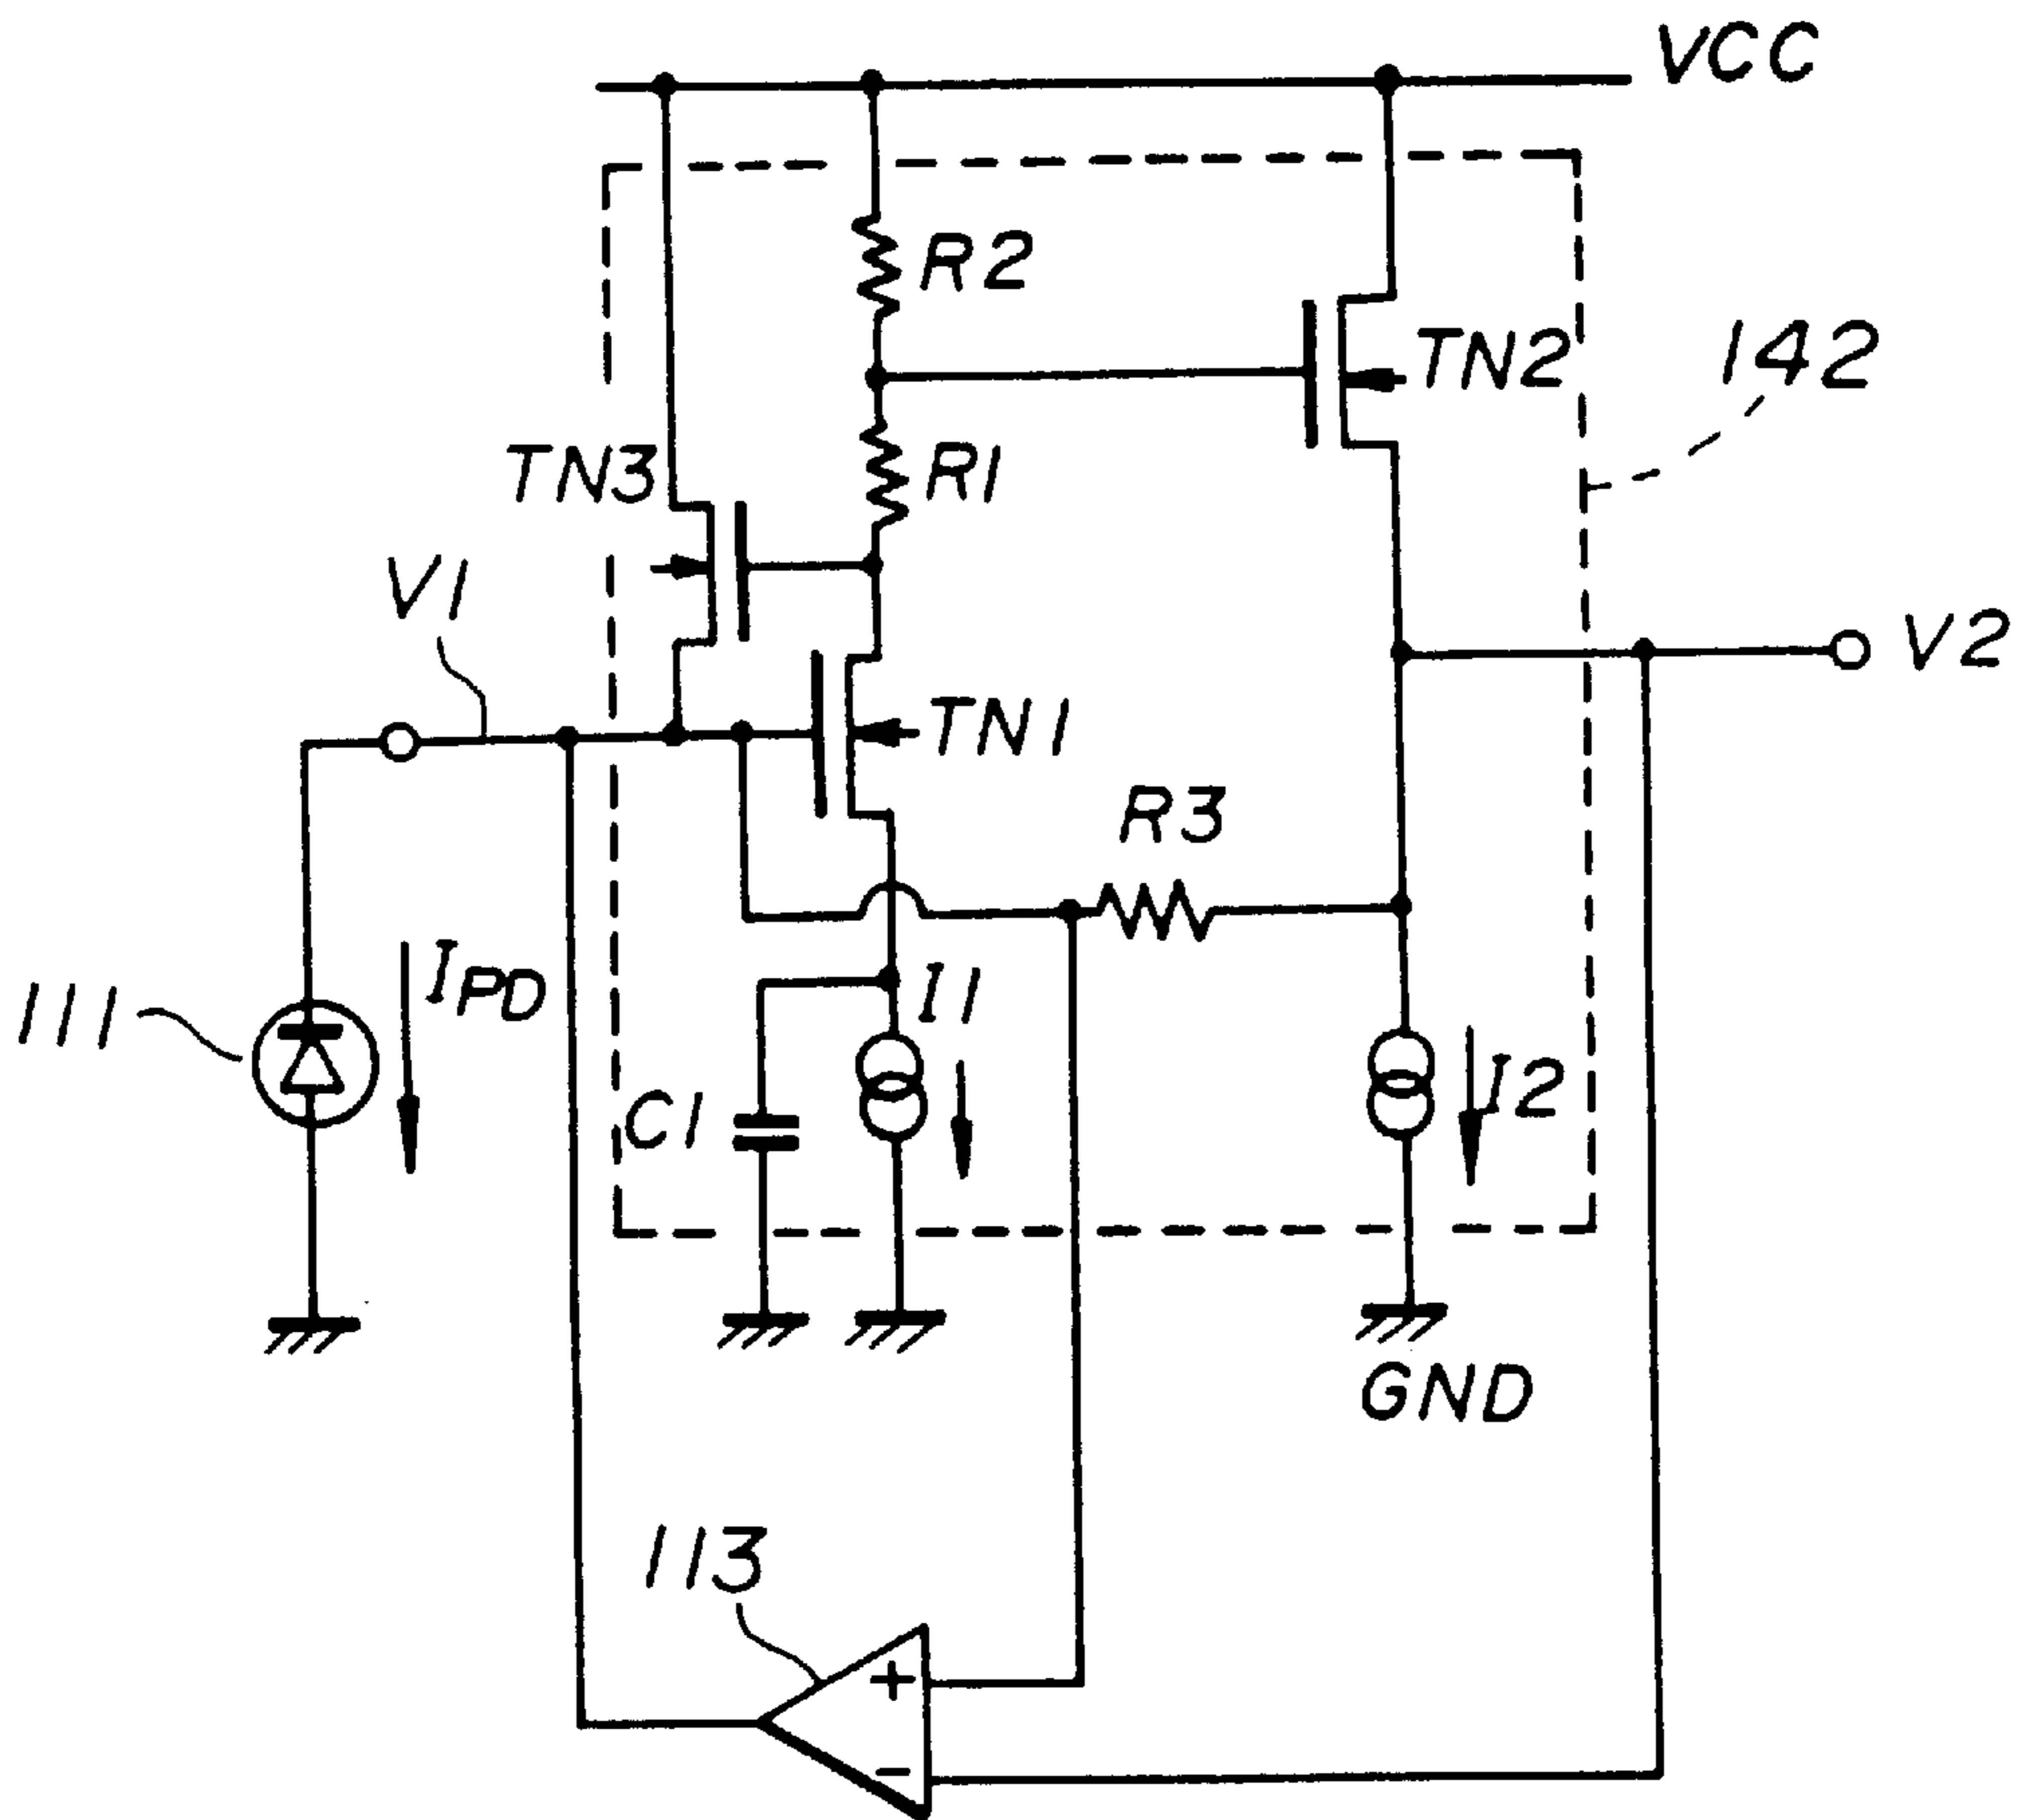 VCC
R2
TN2
142
TN3
R1
V1
V2
TN1
R3
111
IPD
I1
C1
I2
GND
113
+
-